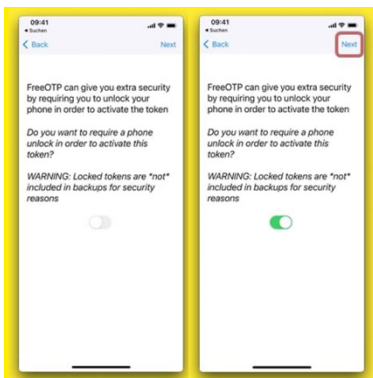 09:41
◂ Suchen
Back
Next
FreeOTP can give you extra security
by requiring you to unlock your
phone in order to activate the token
Do you want to require a phone
unlock in order to activate this
token?
WARNING: Locked tokens are *not*
included in backups for security
reasons
09:41
◂ Suchen
Back
Next
FreeOTP can give you extra security
by requiring you to unlock your
phone in order to activate the token
Do you want to require a phone
unlock in order to activate this
token?
WARNING: Locked tokens are *not*
included in backups for security
reasons